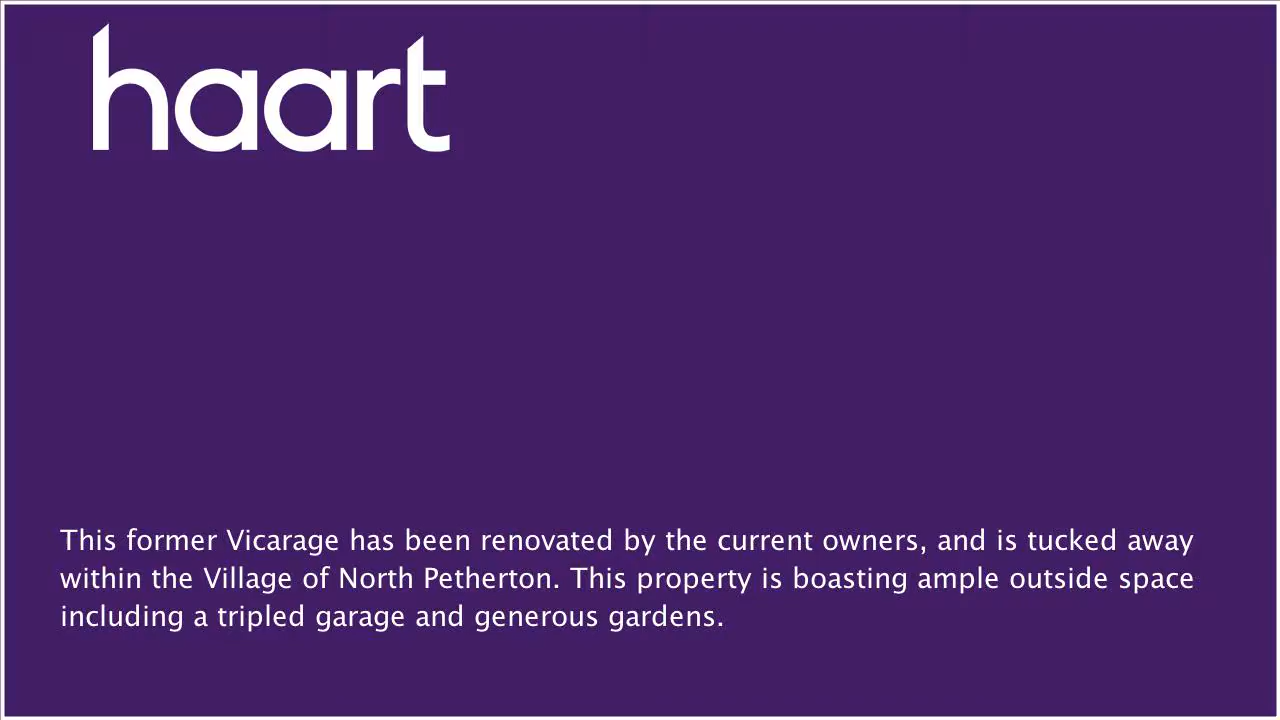 haart
This former Vicarage has been renovated by the current owners, and is tucked away
within the Village of North Petherton. This property is boasting ample outside space
including a tripled garage and generous gardens.